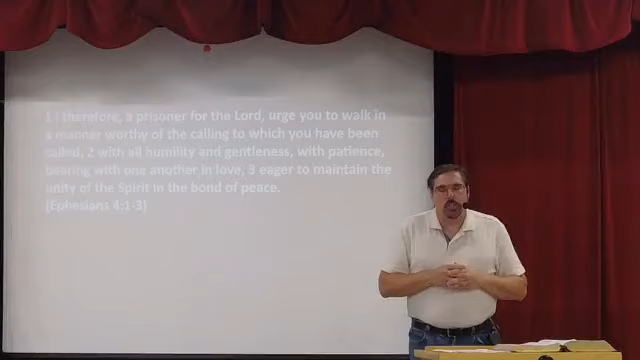 1 I therefore, a prisoner for the Lord, urge you to walk in
a manner worthy of the calling to which you have been
called, 2 with all humility and gentleness, with patience,
bearing with one another in love, 3 eager to maintain the
unity of the Spirit in the bond of peace.
(Ephesians 4:1-3)